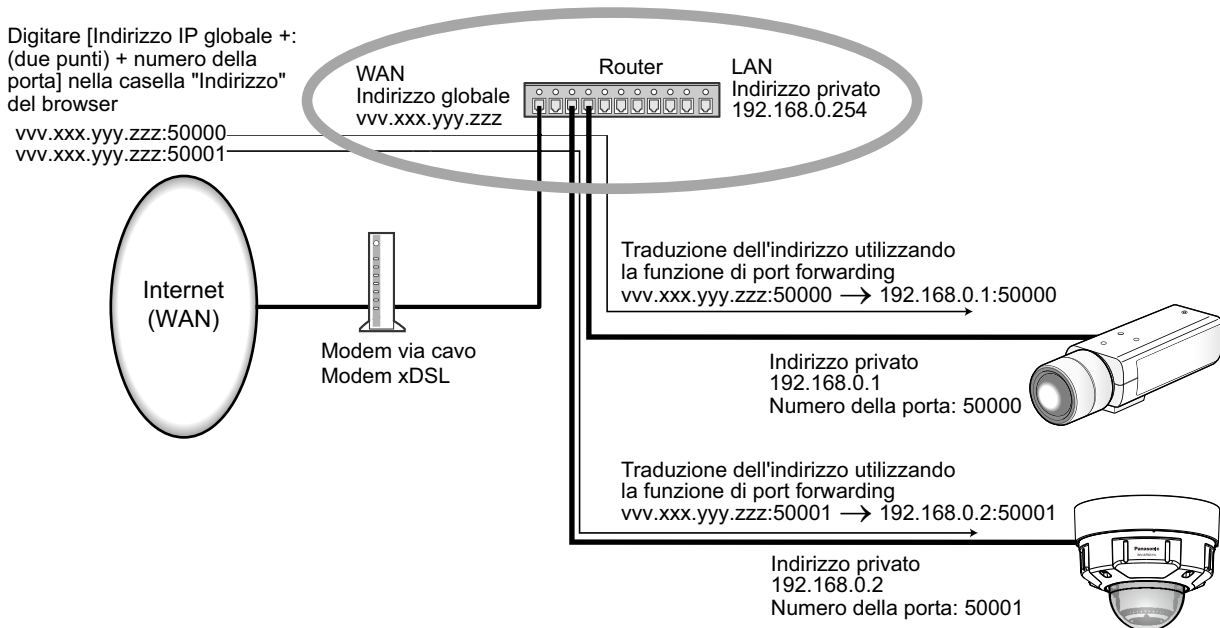 Digitare [Indirizzo IP globale +:
(due punti) + numero della
porta] nella casella "Indirizzo"
del browser
vvv.xxx.yyy.zzz:50000
vvv.xxx.yyy.zzz:50001
WAN
Indirizzo globale
vvv.xxx.yyy.zzz
Router
LAN
Indirizzo privato
192.168.0.254
Internet
(WAN)
Modem via cavo
Modem xDSL
Traduzione dell'indirizzo utilizzando
la funzione di port forwarding
vvv.xxx.yyy.zzz:50000 → 192.168.0.1:50000
Indirizzo privato
192.168.0.1
Numero della porta: 50000
Traduzione dell'indirizzo utilizzando
la funzione di port forwarding
vvv.xxx.yyy.zzz:50001 → 192.168.0.2:50001
Panasonic
Indirizzo privato
192.168.0.2
Numero della porta: 50001